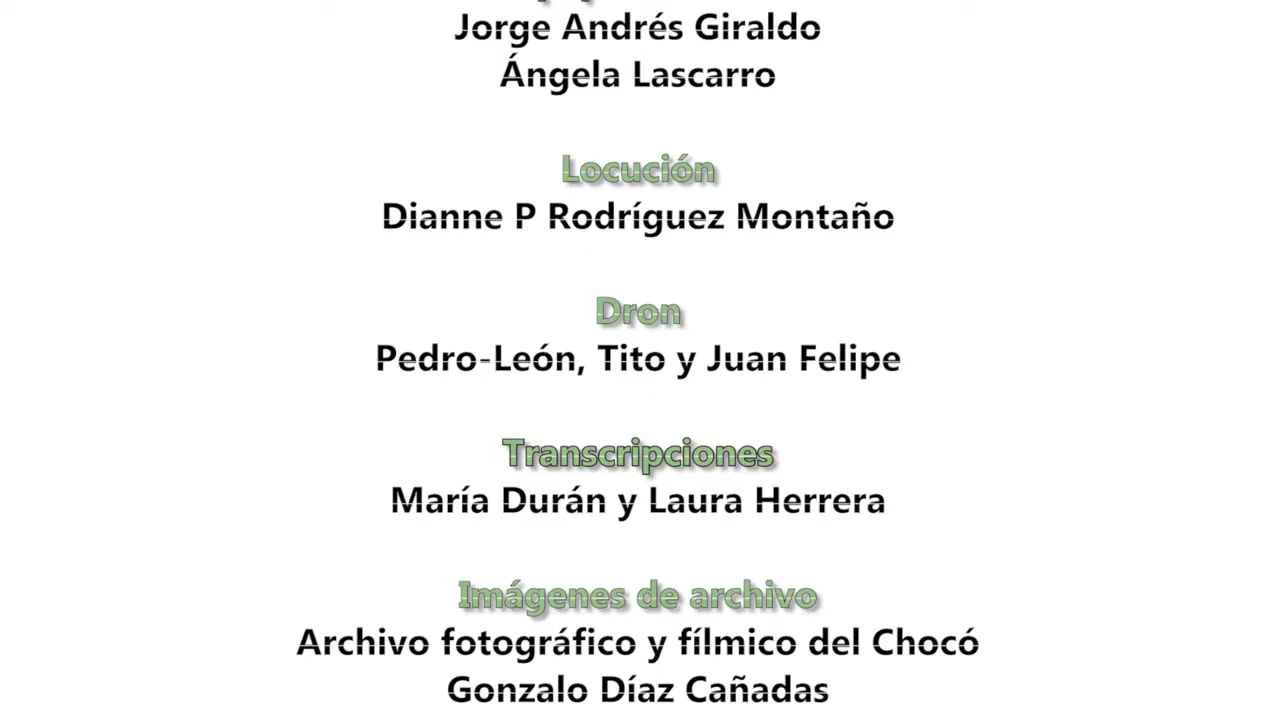 Jorge Andrés Giraldo
Ángela Lascarro
Locución
Dianne P Rodríguez Montaño
Dron
Pedro-León, Tito y Juan Felipe
Transcripciones
María Durán y Laura Herrera
Imágenes de archivo
Archivo fotográfico y fílmico del Chocó
Gonzalo Díaz Cañadas